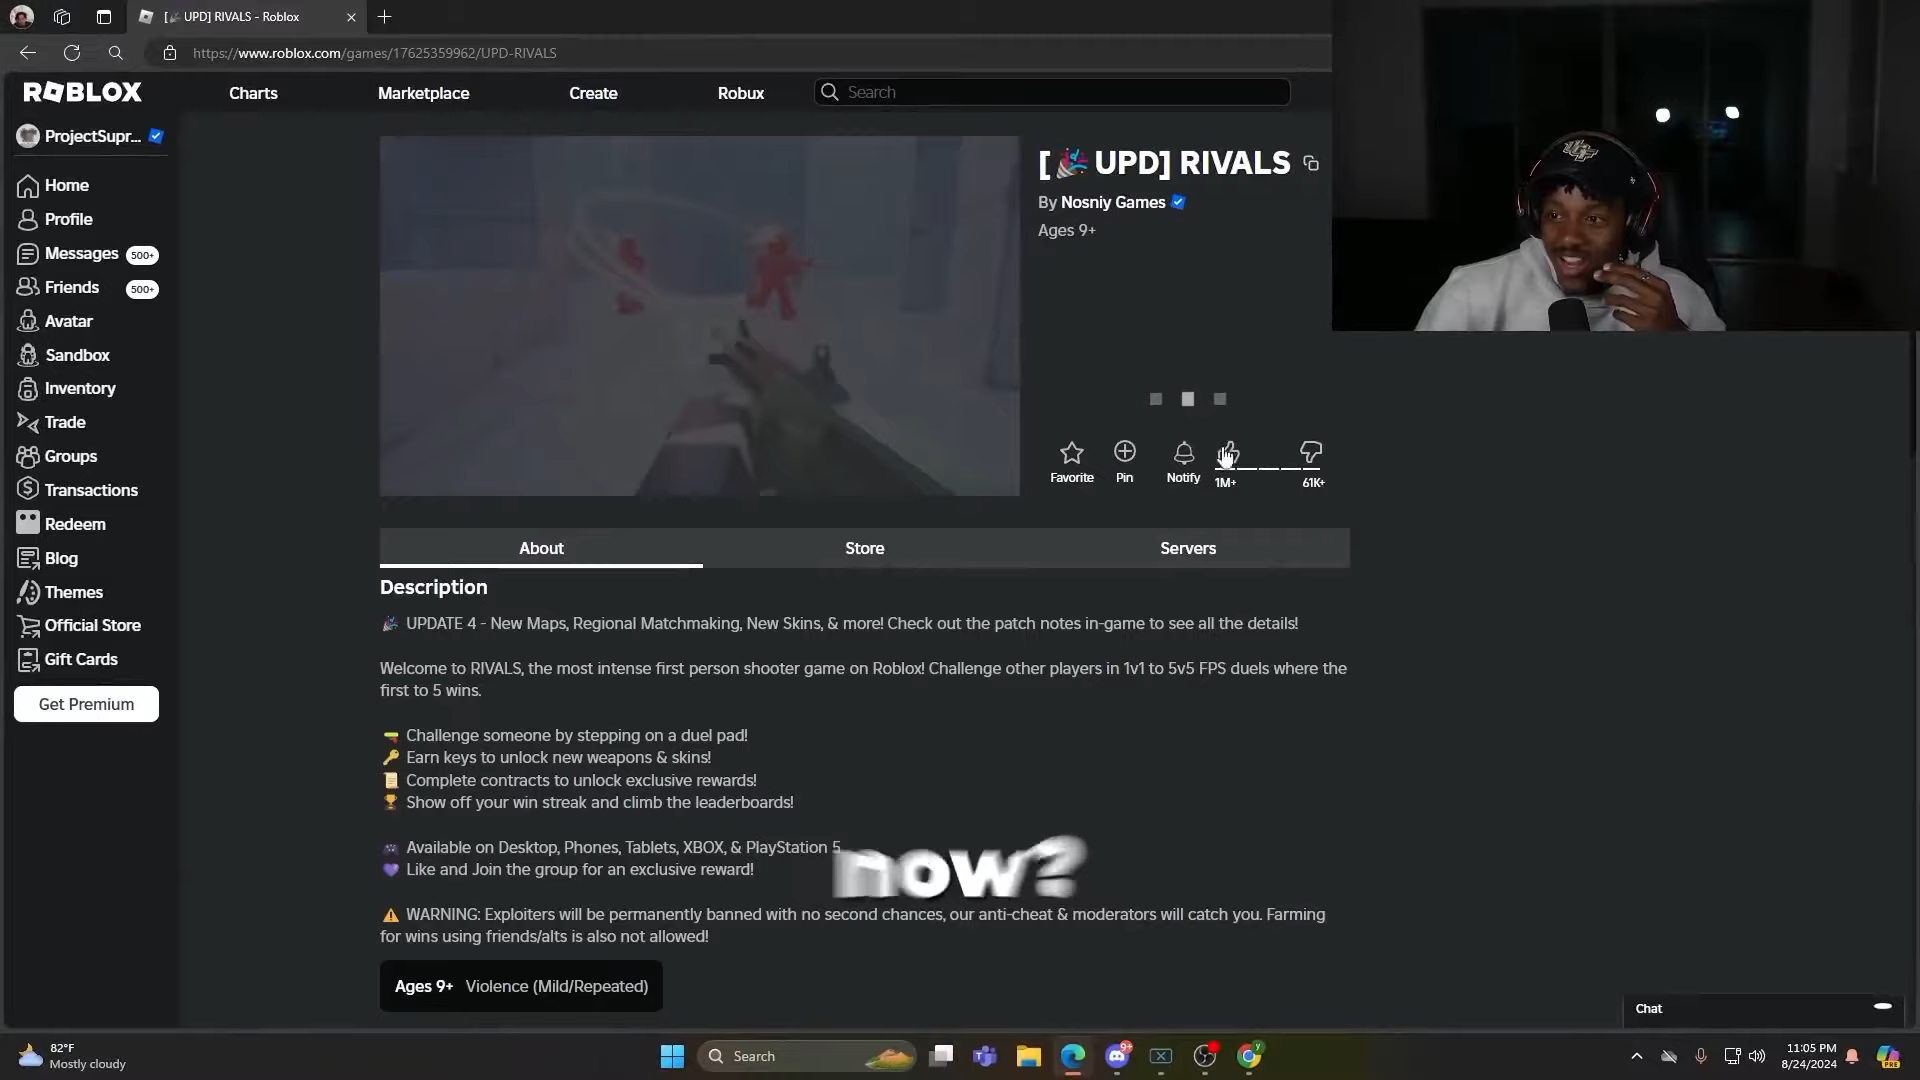 [🎉 UPD] RIVALS - Roblox
https://www.roblox.com/games/17625359962/UPD-RIVALS
ROBLOX
Charts
Marketplace
Create
Robux
Search
ProjectSupr...
Home
Profile
Messages 500+
Friends 500+
Avatar
Sandbox
Inventory
Trade
Groups
Transactions
Redeem
Blog
Themes
Official Store
Gift Cards
Get Premium
[🎉 UPD] RIVALS
By Nosniy Games
Ages 9+
UCF
Favorite
Pin
Notify
1M+
61K+
About
Store
Servers
Description
🎉 UPDATE 4 - New Maps, Regional Matchmaking, New Skins, & more! Check out the patch notes in-game to see all the details!
Welcome to RIVALS, the most intense first person shooter game on Roblox! Challenge other players in 1v1 to 5v5 FPS duels where the
first to 5 wins.
🔫 Challenge someone by stepping on a duel pad!
🔑 Earn keys to unlock new weapons & skins!
📜 Complete contracts to unlock exclusive rewards!
🏆 Show off your win streak and climb the leaderboards!
🎮 Available on Desktop, Phones, Tablets, XBOX, & PlayStation 5
💜 Like and Join the group for an exclusive reward!
now?
⚠️ WARNING: Exploiters will be permanently banned with no second chances, our anti-cheat & moderators will catch you. Farming
for wins using friends/alts is also not allowed!
Ages 9+ Violence (Mild/Repeated)
Chat
82°F
Mostly cloudy
Search
9+
11:05 PM
8/24/2024
PRE